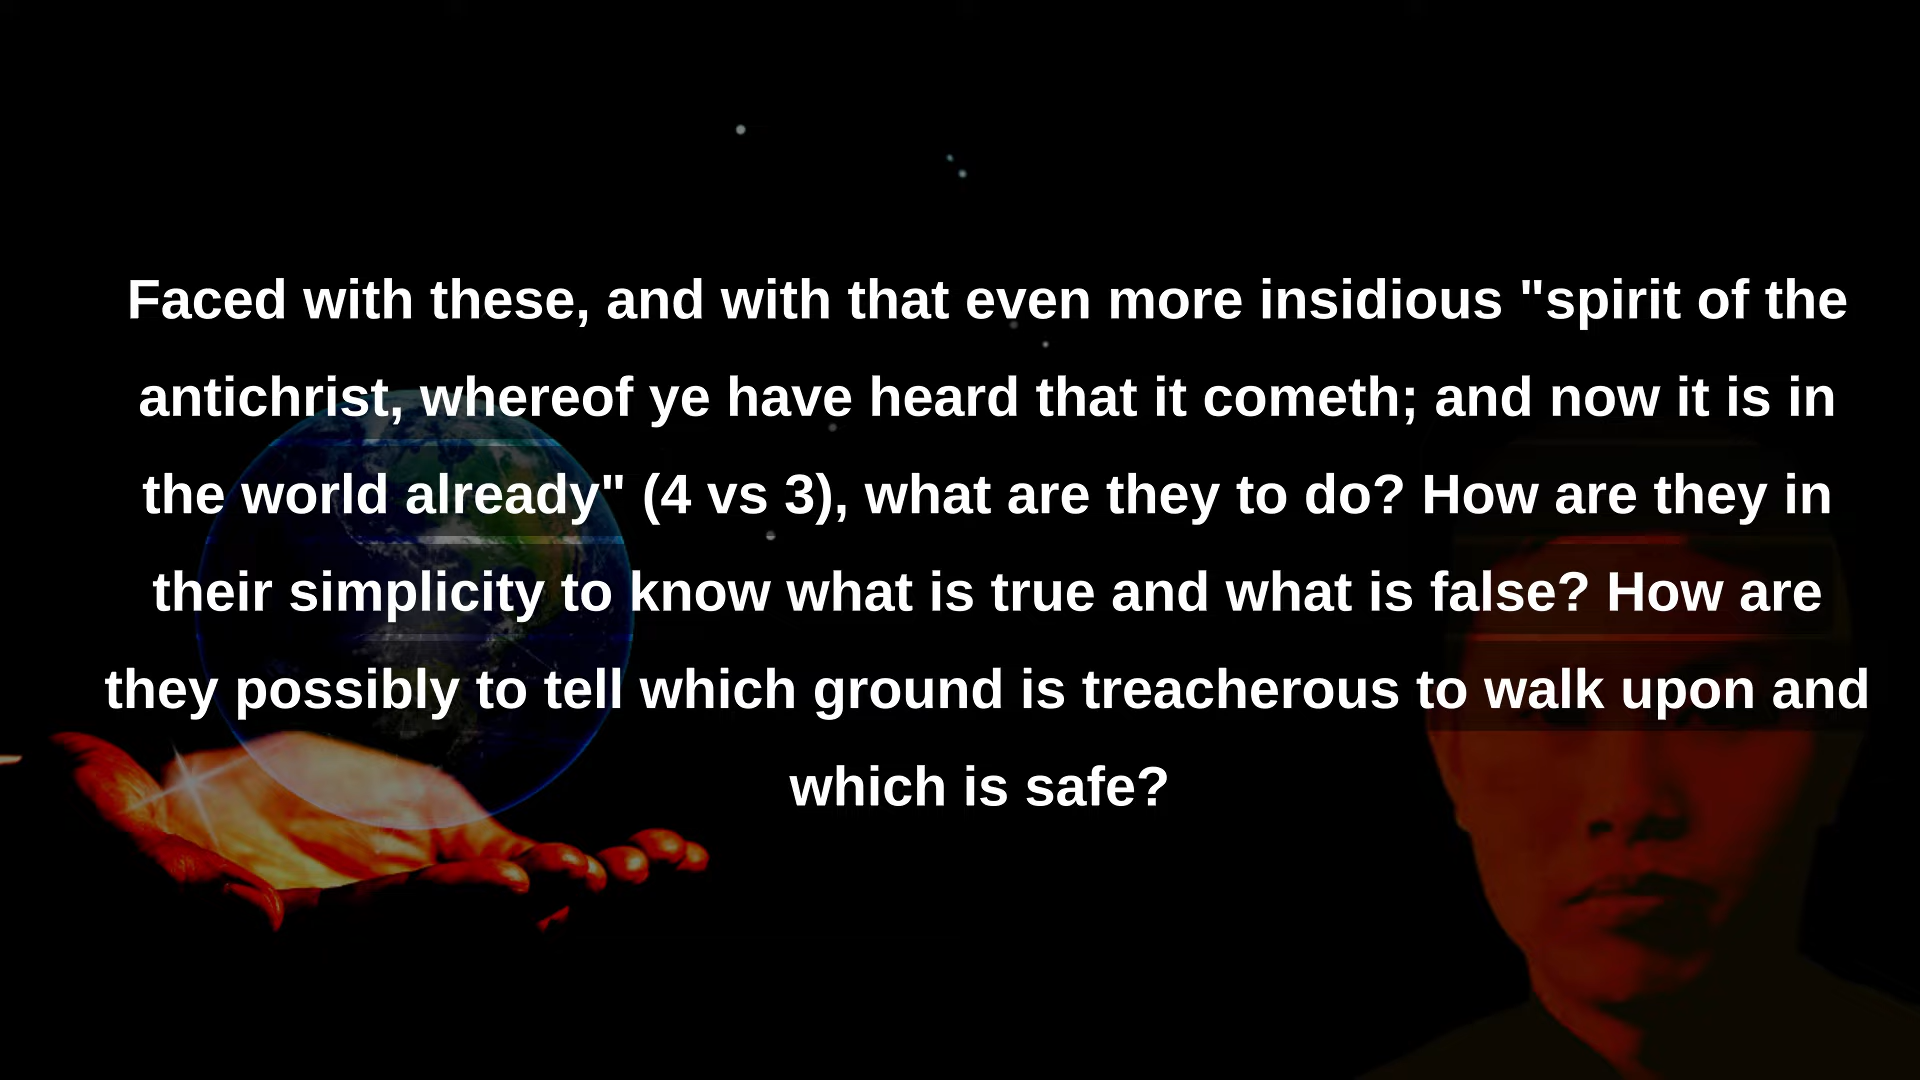 Faced with these, and with that even more insidious "spirit of the
antichrist, whereof ye have heard that it cometh; and now it is in
the world already" (4 vs 3), what are they to do? How are they in
their simplicity to know what is true and what is false? How are
they possibly to tell which ground is treacherous to walk upon and
which is safe?